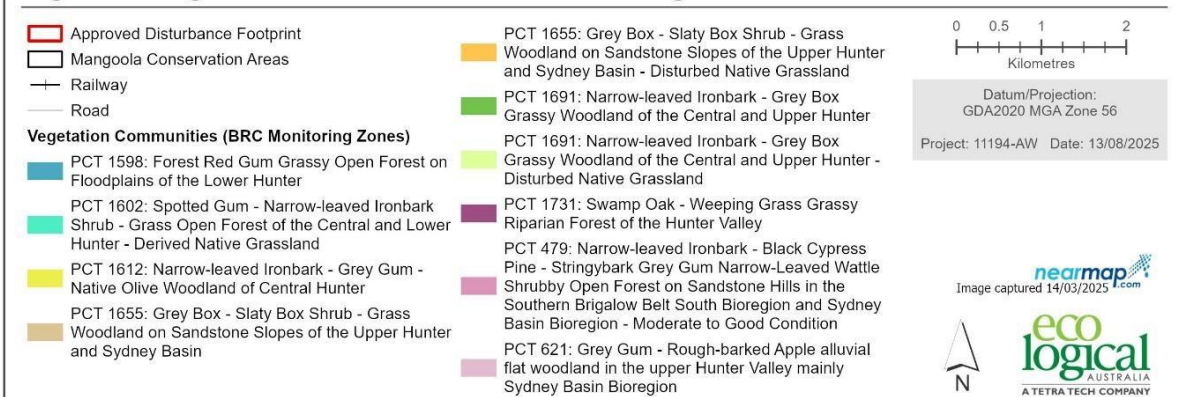 Approved Disturbance Footprint
Mangoola Conservation Areas
Railway
Road
Vegetation Communities (BRC Monitoring Zones)
PCT 1598: Forest Red Gum Grassy Open Forest on
Floodplains of the Lower Hunter
PCT 1602: Spotted Gum - Narrow-leaved Ironbark
Shrub - Grass Open Forest of the Central and Lower
Hunter - Derived Native Grassland
PCT 1612: Narrow-leaved Ironbark - Grey Gum -
Native Olive Woodland of Central Hunter
PCT 1655: Grey Box - Slaty Box Shrub - Grass
Woodland on Sandstone Slopes of the Upper Hunter
and Sydney Basin
PCT 1655: Grey Box - Slaty Box Shrub - Grass
Woodland on Sandstone Slopes of the Upper Hunter
and Sydney Basin - Disturbed Native Grassland
PCT 1691: Narrow-leaved Ironbark - Grey Box
Grassy Woodland of the Central and Upper Hunter
PCT 1691: Narrow-leaved Ironbark - Grey Box
Grassy Woodland of the Central and Upper Hunter -
Disturbed Native Grassland
PCT 1731: Swamp Oak - Weeping Grass Grassy
Riparian Forest of the Hunter Valley
PCT 479: Narrow-leaved Ironbark - Black Cypress
Pine - Stringybark Grey Gum Narrow-Leaved Wattle
Shrubby Open Forest on Sandstone Hills in the
Southern Brigalow Belt South Bioregion and Sydney
Basin Bioregion - Moderate to Good Condition
PCT 621: Grey Gum - Rough-barked Apple alluvial
flat woodland in the upper Hunter Valley mainly
Sydney Basin Bioregion
0 0.5 1 2
Kilometres
Datum/Projection:
GDA2020 MGA Zone 56
Project: 11194-AW Date: 13/08/2025
nearmap
.com
Image captured 14/03/2025
N
eco
logical
AUSTRALIA
A TETRA TECH COMPANY